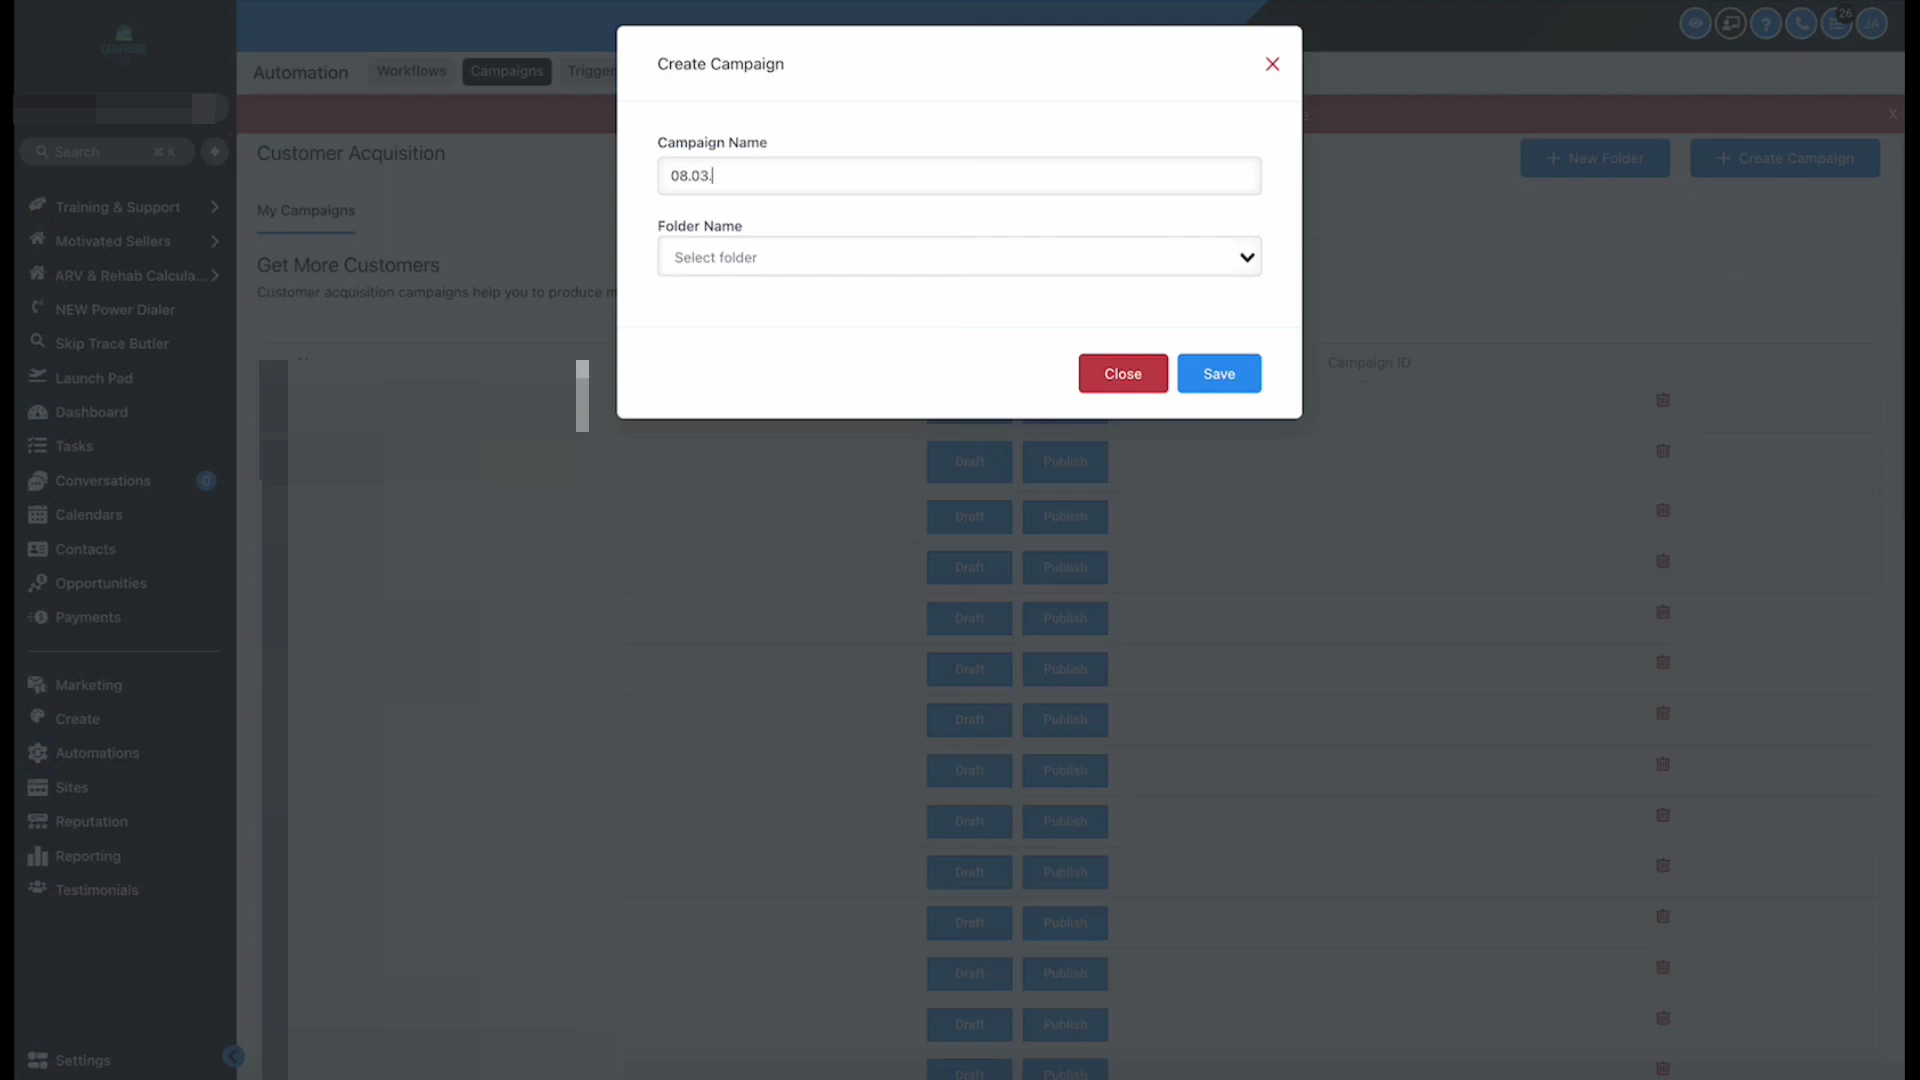 26
JA
Automation
Workflows
Campaigns
Create Campaign
X
Search
⌘ K
Customer Acquisition
Campaign Name
08.03.
+ New Folder
+ Create Campaign
Training & Support
My Campaigns
Folder Name
Select folder
Motivated Sellers
Get More Customers
ARV & Rehab Calcula...
Customer acquisition campaigns help you to produce
NEW Power Dialer
Skip Trace Butler
Campaign ID
Close
Save
Launch Pad
Dashboard
Tasks
Draft
Publish
Conversations
0
Calendars
Draft
Publish
Contacts
Draft
Publish
Opportunities
Payments
Draft
Publish
Draft
Publish
Marketing
Create
Draft
Publish
Automations
Draft
Publish
Sites
Reputation
Draft
Publish
Reporting
Draft
Publish
Testimonials
Draft
Publish
Draft
Publish
Draft
Publish
Settings
Draft
Publish